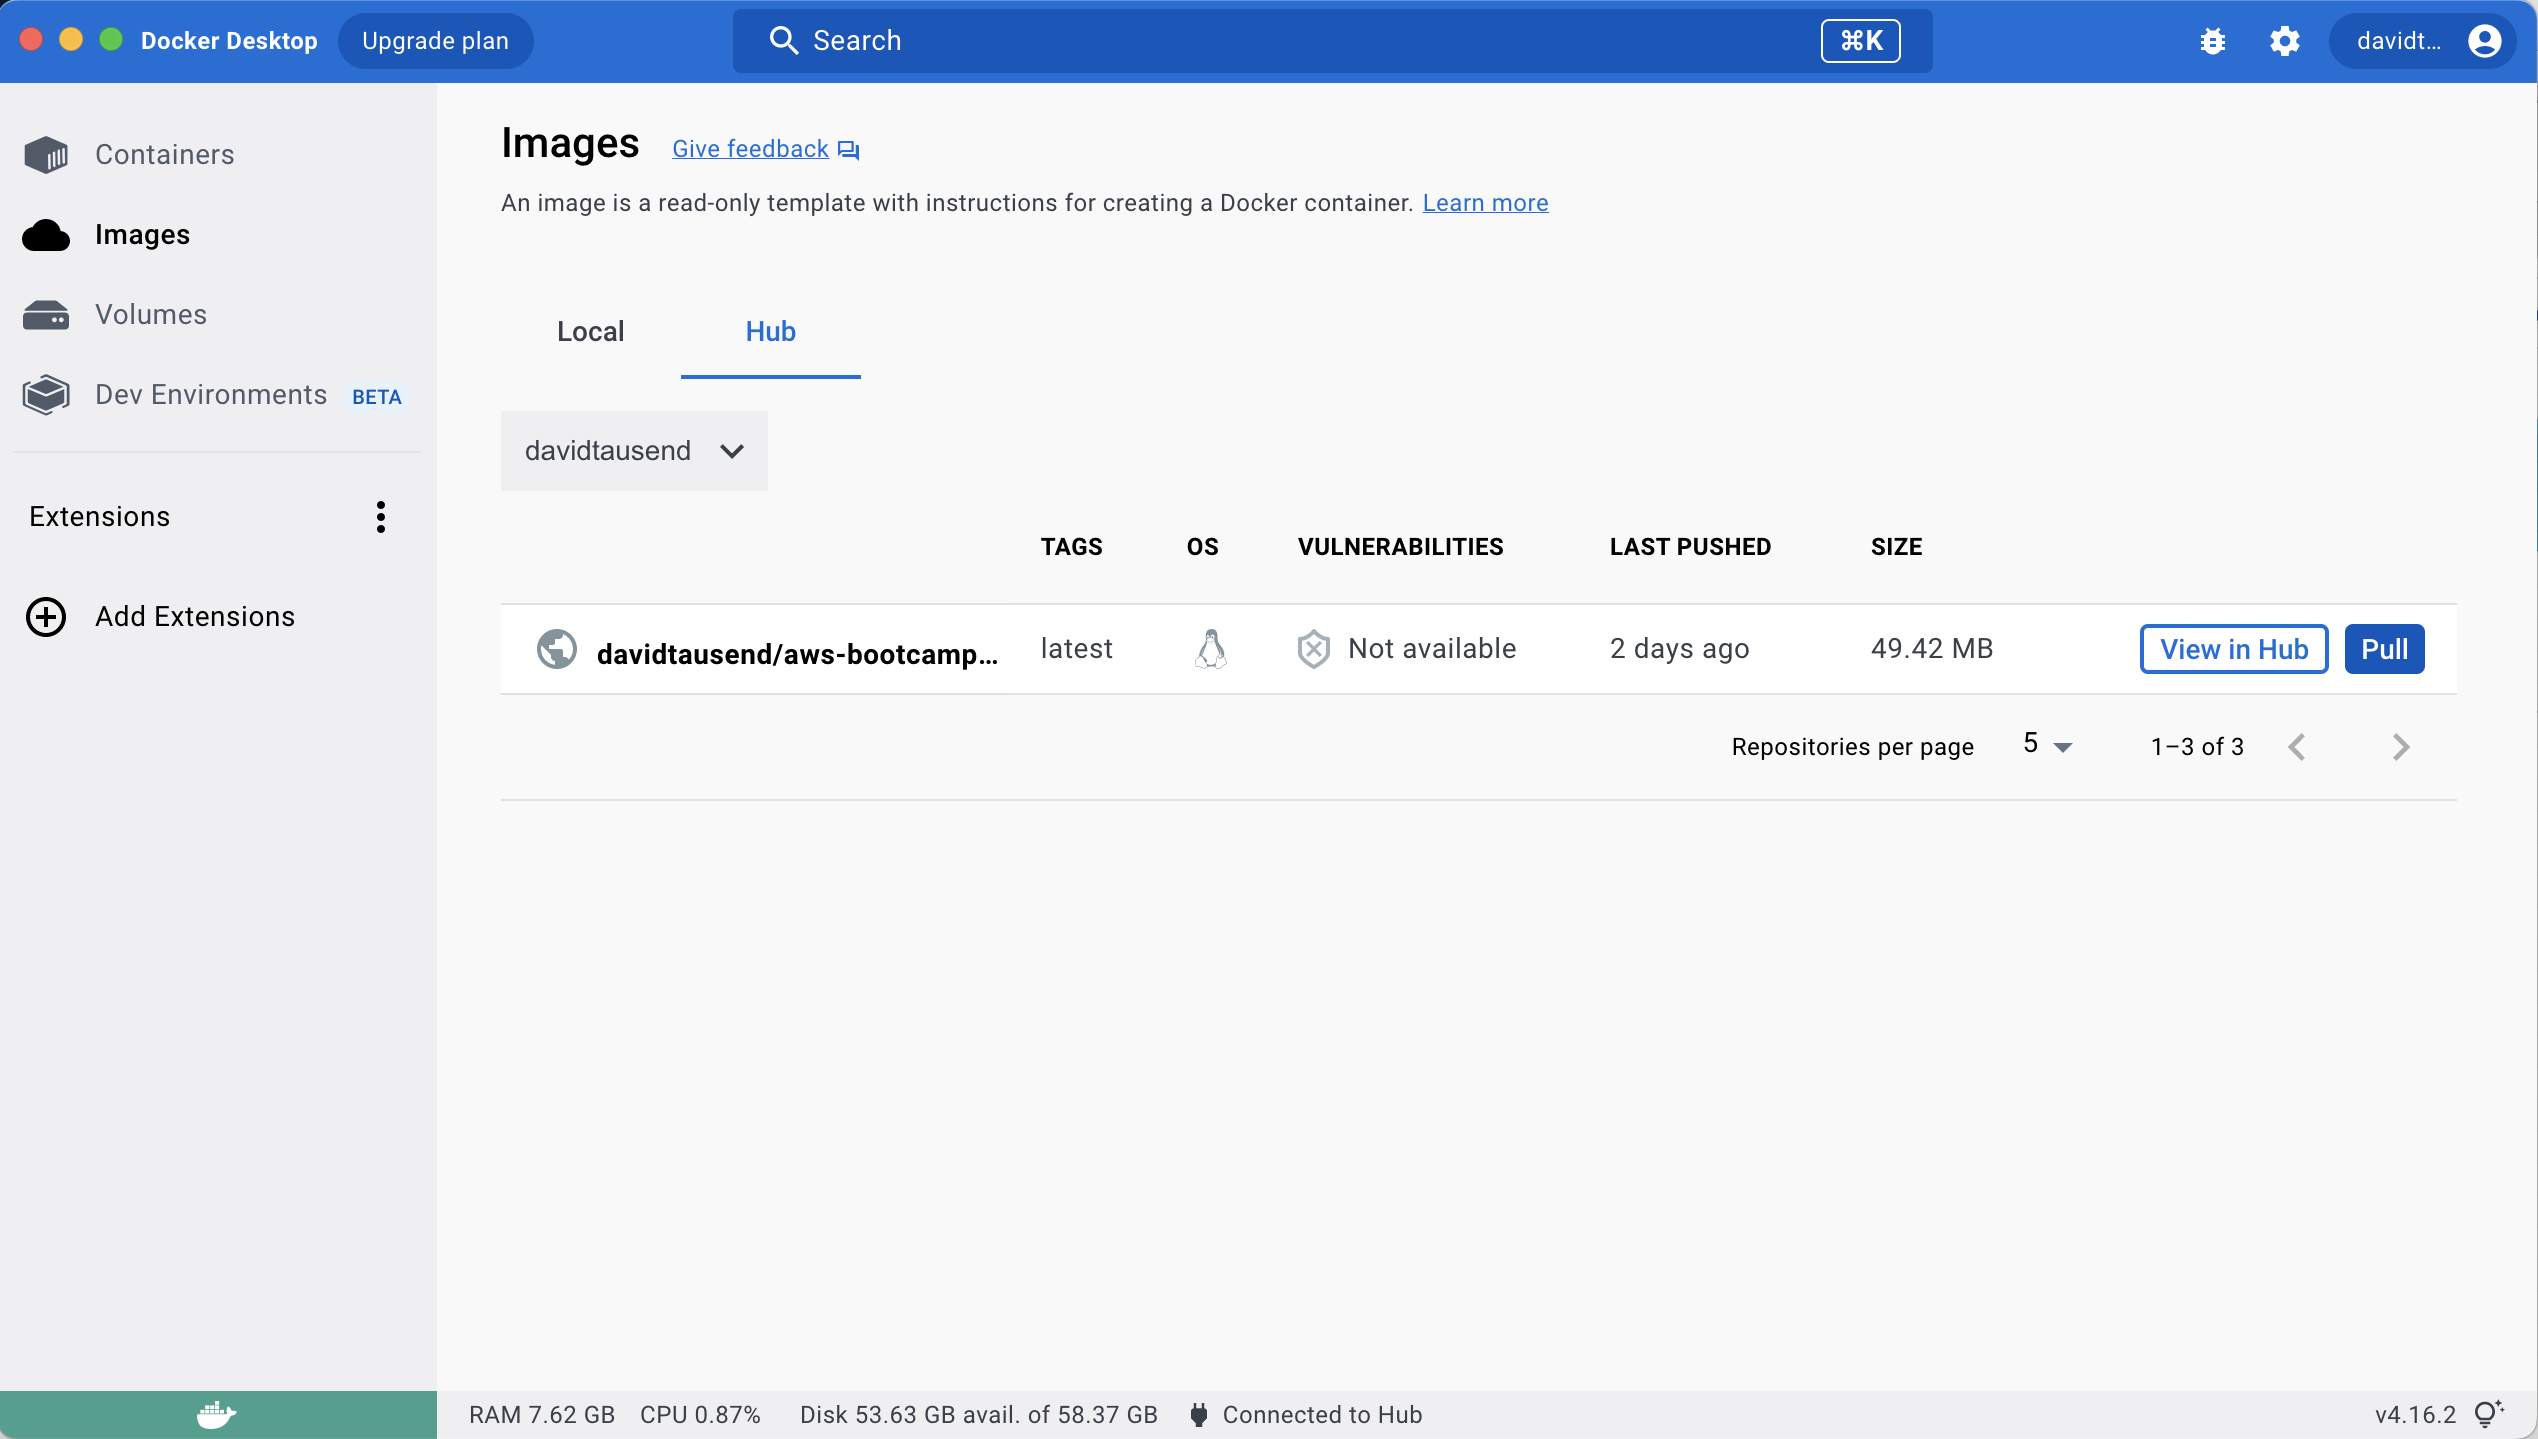 Docker Desktop
Upgrade plan
Search
⌘K
davidt...
Containers
Images
Volumes
Dev Environments BETA
Extensions
Add Extensions
Images
Give feedback
An image is a read-only template with instructions for creating a Docker container. Learn more
Local
Hub
davidtausend
TAGS OS VULNERABILITIES LAST PUSHED SIZE
davidtausend/aws-bootcamp... latest Not available 2 days ago 49.42 MB View in Hub Pull
Repositories per page 5 1–3 of 3
RAM 7.62 GB CPU 0.87% Disk 53.63 GB avail. of 58.37 GB Connected to Hub v4.16.2